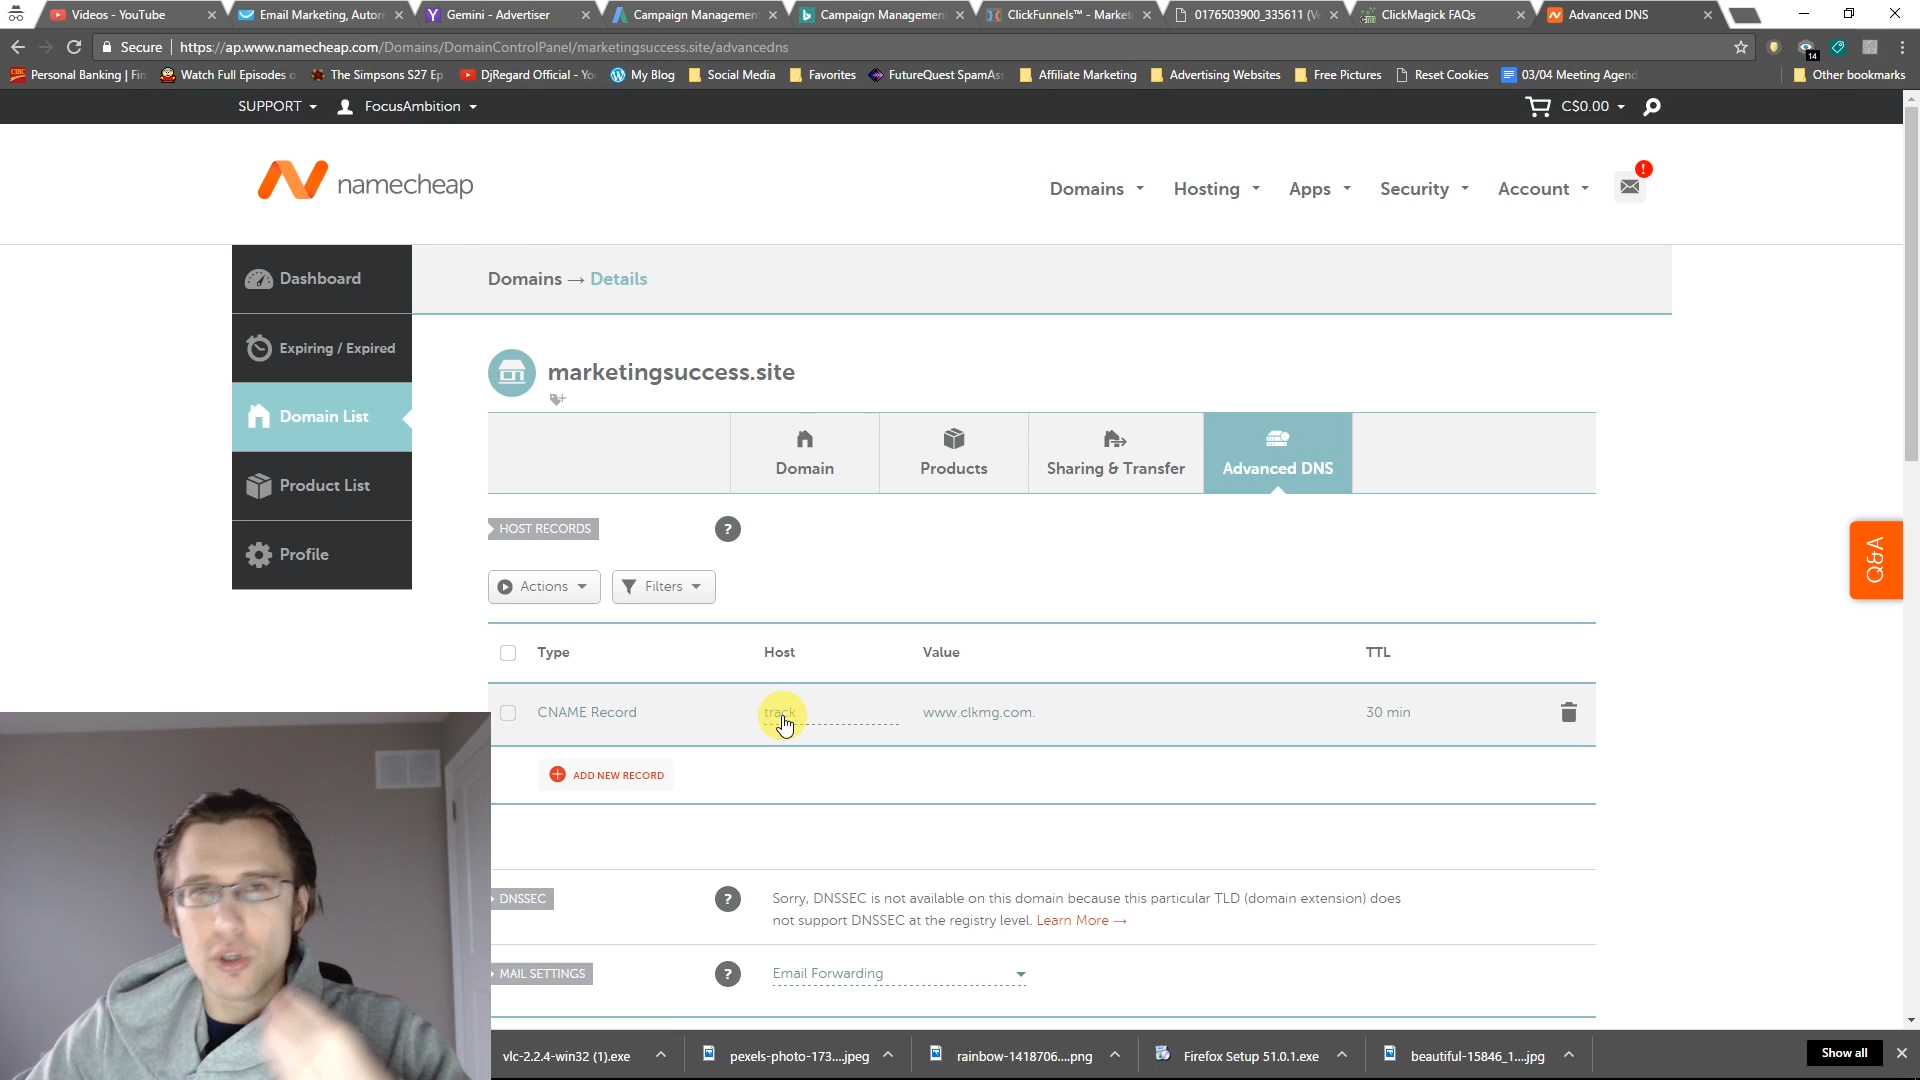 Videos - YouTube
Email Marketing, Autore
Gemini - Advertiser
Campaign Management
Campaign Management
ClickFunnels™ - Market
0176503900_335611 (Ve
ClickMagick FAQs
Advanced DNS
Secure
https://ap.www.namecheap.com/Domains/DomainControlPanel/marketingsuccess.site/advancedns
Personal Banking | Fin
Watch Full Episodes o
The Simpsons S27 Ep
DjRegard Official - Yo
My Blog
Social Media
Favorites
FutureQuest SpamAss
Affiliate Marketing
Advertising Websites
Free Pictures
Reset Cookies
03/04 Meeting Agend
Other bookmarks
14
SUPPORT
FocusAmbition
C$0.00
namecheap
Domains
Hosting
Apps
Security
Account
!
Dashboard
Expiring / Expired
Domain List
Product List
Profile
Domains → Details
marketingsuccess.site
Domain
Products
Sharing & Transfer
Advanced DNS
HOST RECORDS
?
Actions
Filters
Type
Host
Value
TTL
CNAME Record
track
www.clkmg.com.
30 min
ADD NEW RECORD
DNSSEC
?
Sorry, DNSSEC is not available on this domain because this particular TLD (domain extension) does
not support DNSSEC at the registry level. Learn More →
MAIL SETTINGS
?
Email Forwarding
Q&A
vlc-2.2.4-win32 (1).exe
pexels-photo-173....jpeg
rainbow-1418706....png
Firefox Setup 51.0.1.exe
beautiful-15846_1....jpg
Show all